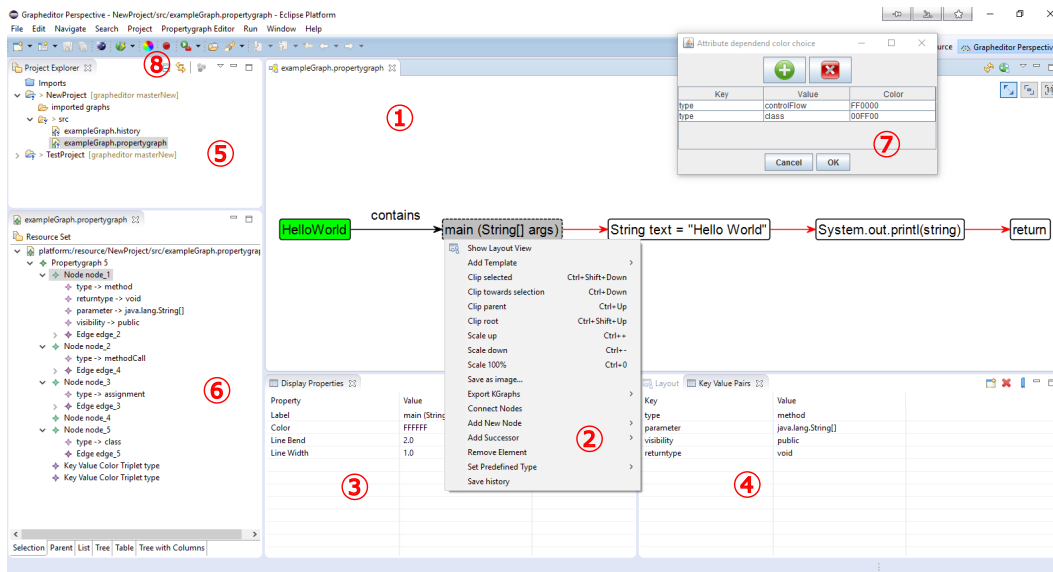 Grapheditor Perspective - NewProject/src/exampleGraph.propertygraph - Eclipse Platform
File Edit Navigate Search Project Propertygraph Editor Run Window Help
urce Grapheditor Perspectiv
⑧
Project Explorer
Imports
> NewProject [grapheditor masterNew]
imported graphs
> src
exampleGraph.history
exampleGraph.propertygraph
> TestProject [grapheditor masterNew]
⑤
exampleGraph.propertygraph
①
Attribute dependend color choice
Key Value Color
type controlFlow FF0000
type class 00FF00
⑦
Cancel OK
HelloWorld
contains
main (String[] args)
String text = "Hello World"
System.out.printl(string)
return
exampleGraph.propertygraph
Resource Set
platform:/resource/NewProject/src/exampleGraph.propertygra
Propertygraph 5
Node node_1
type -> method
returntype -> void
parameter -> java.lang.String[]
visibility -> public
Edge edge_2
Node node_2
type -> methodCall
Edge edge_4
Node node_3
type -> assignment
Edge edge_3
Node node_4
Node node_5
type -> class
Edge edge_5
Key Value Color Triplet type
Key Value Color Triplet type
⑥
Selection Parent List Tree Table Tree with Columns
Show Layout View
Add Template
Clip selected Ctrl+Shift+Down
Clip towards selection Ctrl+Down
Clip parent Ctrl+Up
Clip root Ctrl+Shift+Up
Scale up Ctrl++
Scale down Ctrl+-
Scale 100% Ctrl+0
Save as image...
Export KGraphs
Connect Nodes
Add New Node
Add Successor
Remove Element
Set Predefined Type
Save history
②
Display Properties
Property Value
Label main (String
Color FFFFFF
Line Bend 2.0
Line Width 1.0
③
Layout Key Value Pairs
Key Value
type method
parameter java.lang.String[]
visibility public
returntype void
④